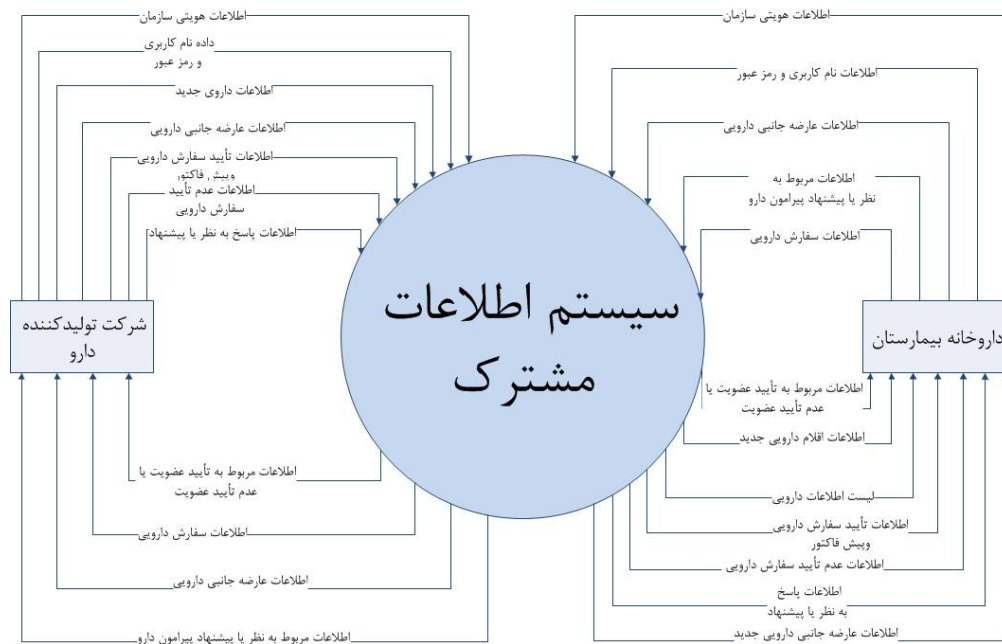 اطلاعات هویتی سازمان
داده نام کاربری
و رمز عبور
اطلاعات داروی جدید
اطلاعات عارضه جانبی دارویی
اطلاعات تأیید سفارش دارویی
وپیش فاکتور
اطلاعات عدم تأیید
سفارش دارویی
اطلاعات پاسخ به نظر یا پیشنهاد
اطلاعات هویتی سازمان
اطلاعات نام کاربری و رمز عبور
اطلاعات عارضه جانبی دارویی
اطلاعات مربوط به
نظر یا پیشنهاد پیرامون دارو
اطلاعات سفارش دارویی
سیستم اطلاعات
مشترک
شرکت تولیدکننده
دارو
داروخانه بیمارستان
اطلاعات مربوط به تأیید عضویت یا
عدم تأیید عضویت
اطلاعات اقلام دارویی جدید
لیست اطلاعات دارویی
اطلاعات تأیید سفارش دارویی
وپیش فاکتور
اطلاعات عدم تأیید سفارش دارویی
اطلاعات پاسخ
به نظر یا پیشنهاد
اطلاعات عارضه جانبی دارویی جدید
اطلاعات مربوط به تأیید عضویت یا
عدم تأیید عضویت
اطلاعات سفارش دارویی
اطلاعات عارضه جانبی دارویی
اطلاعات مربوط به نظر یا پیشنهاد پیرامون دارو